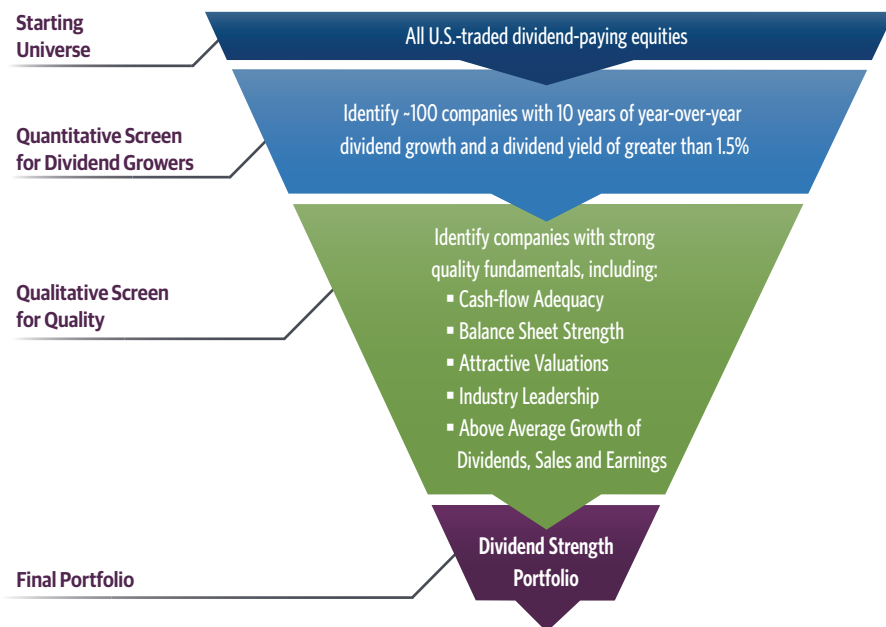 Starting
Universe
All U.S.-traded dividend-paying equities
Quantitative Screen
for Dividend Growers
Identify ~100 companies with 10 years of year-over-year
dividend growth and a dividend yield of greater than 1.5%
Qualitative Screen
for Quality
Identify companies with strong
quality fundamentals, including:
▪ Cash-flow Adequacy
▪ Balance Sheet Strength
▪ Attractive Valuations
▪ Industry Leadership
▪ Above Average Growth of
Dividends, Sales and Earnings
Final Portfolio
Dividend Strength
Portfolio